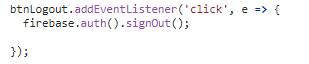 btnLogout.addEventListener('click', e => {
  firebase.auth().signOut();

});